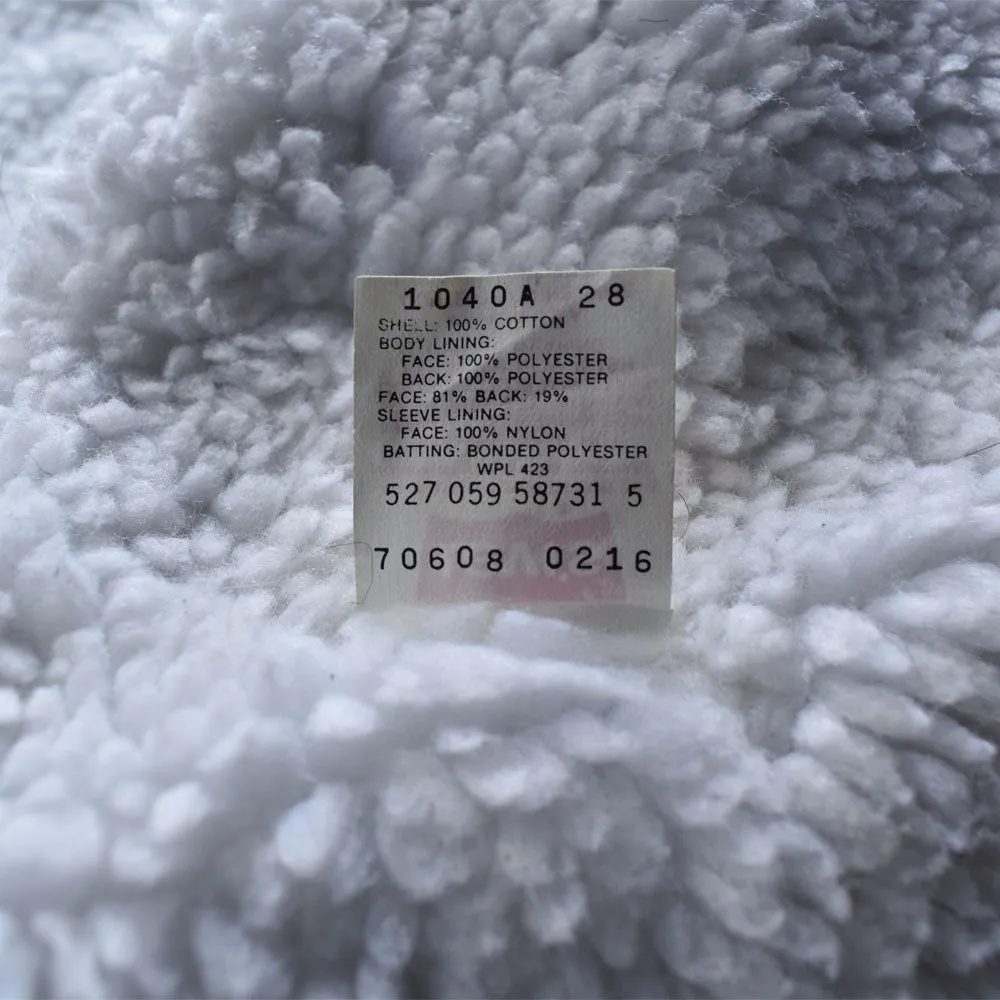 1040A 28
SHELL: 100% COTTON
BODY LINING:
FACE: 100% POLYESTER
BACK: 100% POLYESTER
FACE: 81% BACK: 19%
SLEEVE LINING:
FACE: 100% NYLON
BATTING: BONDED POLYESTER
WPL 423
527 059 58731 5
70608 0216